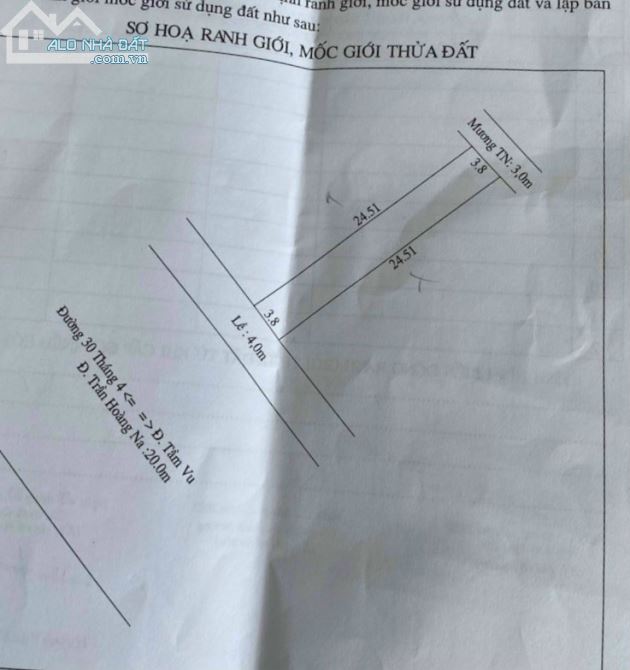 giới mốc giới sử dụng đất như sau:
ranh giới, mốc giới sử dụng đất và lập bản
ALO NHÀ ĐẤT
.com.vn
SƠ HOẠ RANH GIỚI, MỐC GIỚI THỬA ĐẤT
Mương TN: 3,0m
3.8
24.51
24.51
3.8
Lề : 4,0m
Đường 30 Tháng 4 <= => Đ. Tầm Vu
Đ. Trần Hoàng Na :20.0m